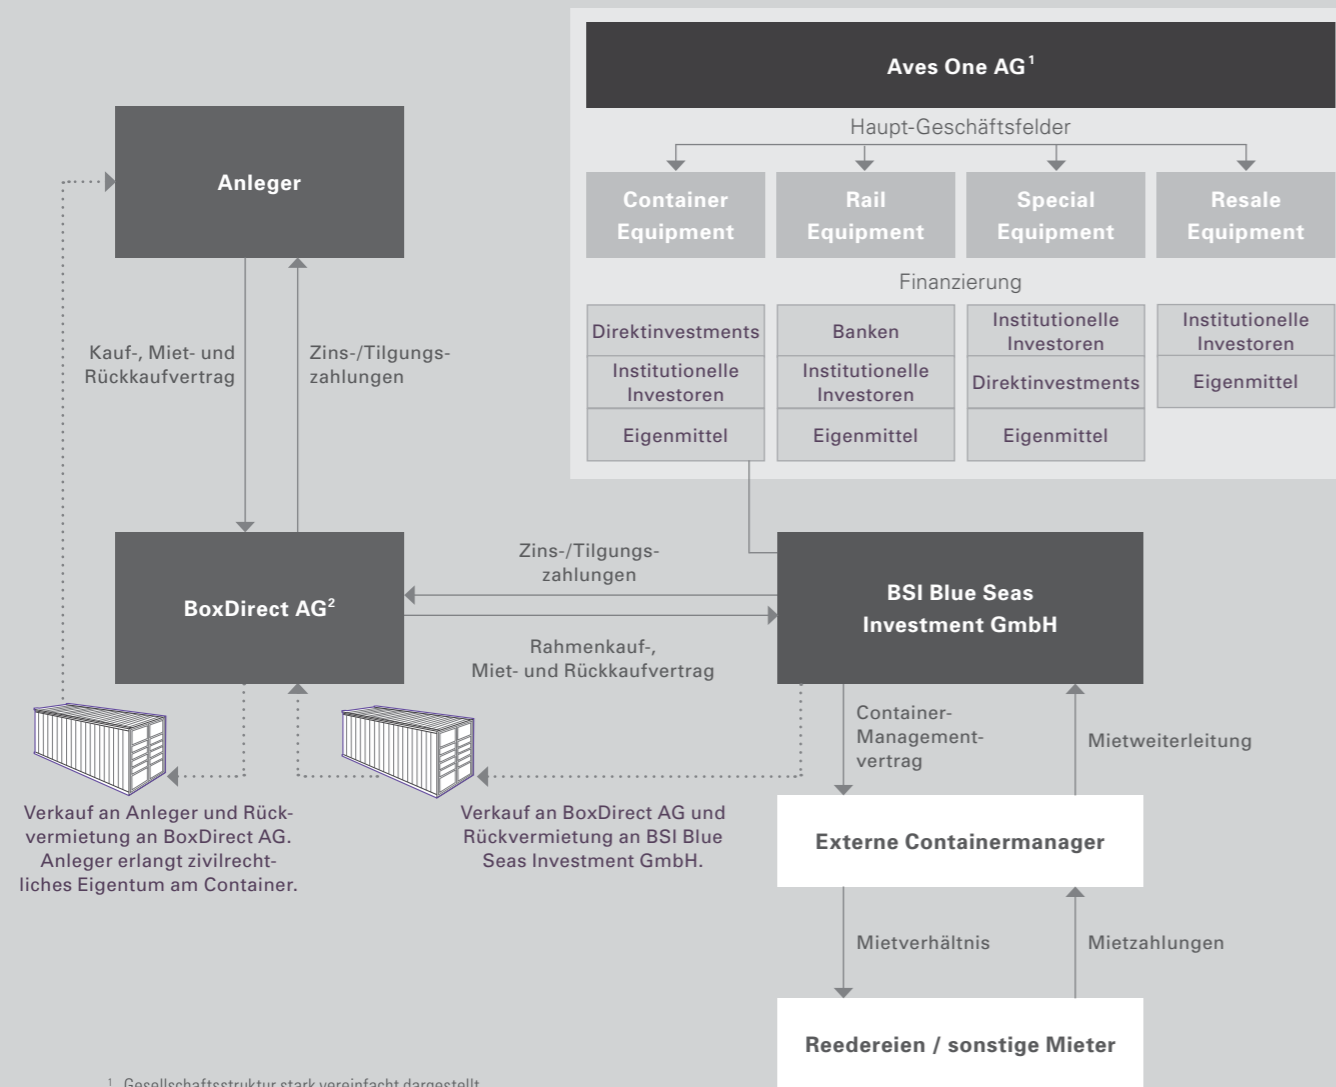 Aves One AG¹
Haupt-Geschäftsfelder
Container
Equipment
Rail
Equipment
Special
Equipment
Resale
Equipment
Finanzierung
Direktinvestments
Institutionelle
Investoren
Eigenmittel
Banken
Institutionelle
Investoren
Eigenmittel
Institutionelle
Investoren
Direktinvestments
Eigenmittel
Institutionelle
Investoren
Eigenmittel
Anleger
Kauf-, Miet- und
Rückkaufvertrag
Zins-/Tilgungs-
zahlungen
BoxDirect AG²
Zins-/Tilgungs-
zahlungen
Rahmenkauf-,
Miet- und Rückkaufvertrag
BSI Blue Seas
Investment GmbH
Verkauf an Anleger und Rück-
vermietung an BoxDirect AG.
Anleger erlangt zivilrecht-
liches Eigentum am Container.
Verkauf an BoxDirect AG und
Rückvermietung an BSI Blue
Seas Investment GmbH.
Container-
Management-
vertrag
Mietweiterleitung
Externe Containermanager
Mietverhältnis
Mietzahlungen
Reedereien / sonstige Mieter
¹ Gesellschaftsstruktur stark vereinfacht dargestellt